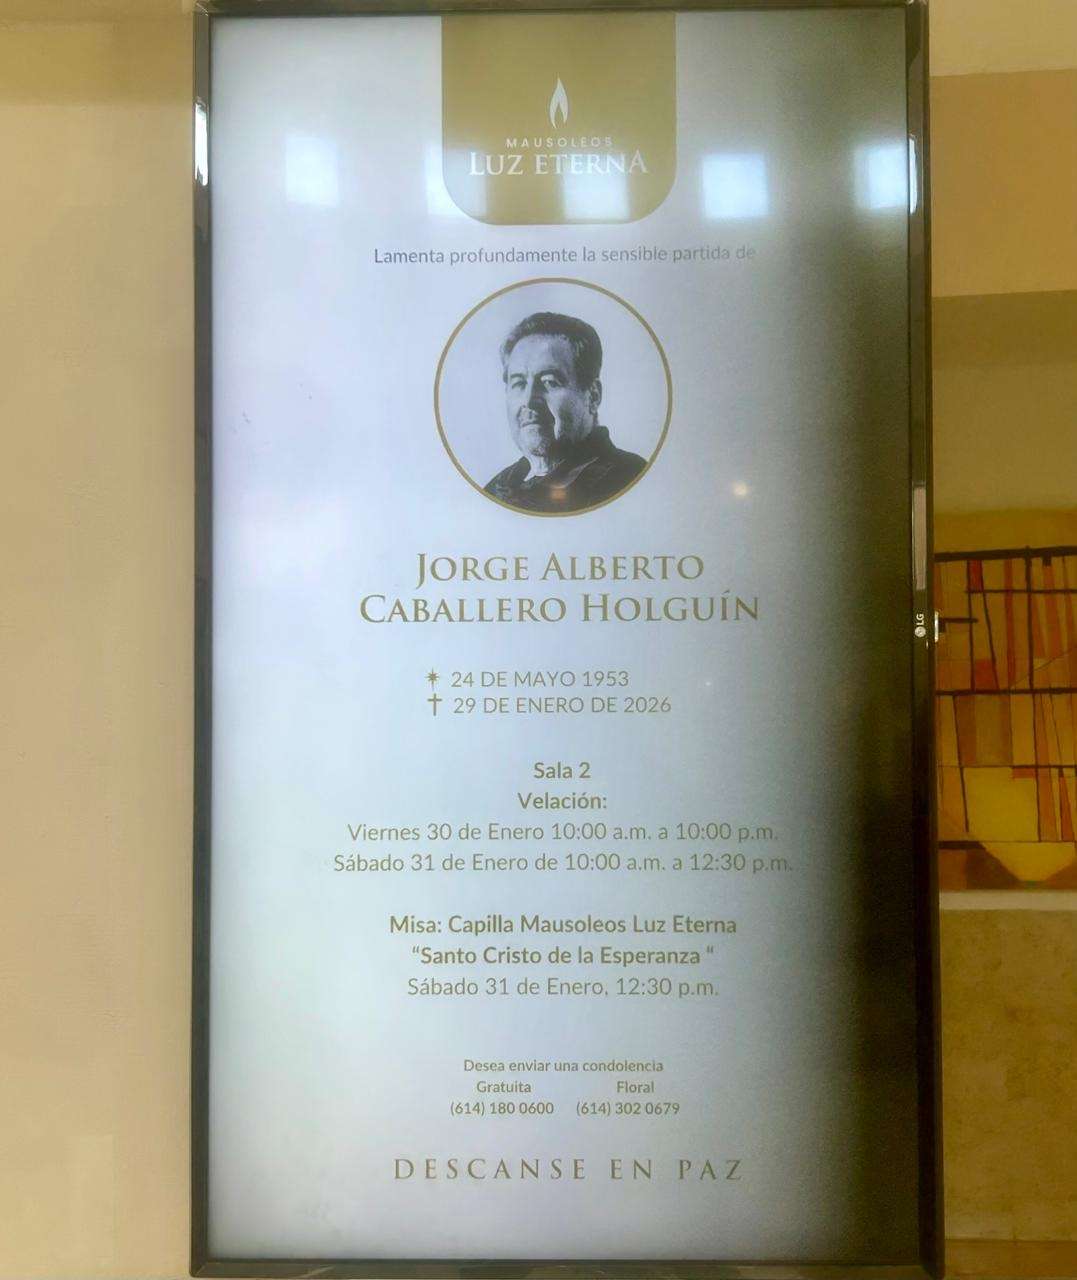 MAUSOLEOS
LUZ ETERNA
Lamenta profundamente la sensible partida de
JORGE ALBERTO
CABALLERO HOLGUÍN
24 DE MAYO 1953
29 DE ENERO DE 2026
Sala 2
Velación:
Viernes 30 de Enero 10:00 a.m. a 10:00 p.m.
Sábado 31 de Enero de 10:00 a.m. a 12:30 p.m.
Misa: Capilla Mausoleos Luz Eterna
“Santo Cristo de la Esperanza “
Sábado 31 de Enero, 12:30 p.m.
Desea enviar una condolencia
Gratuita Floral
(614) 180 0600 (614) 302 0679
DESCANSE EN PAZ
LG